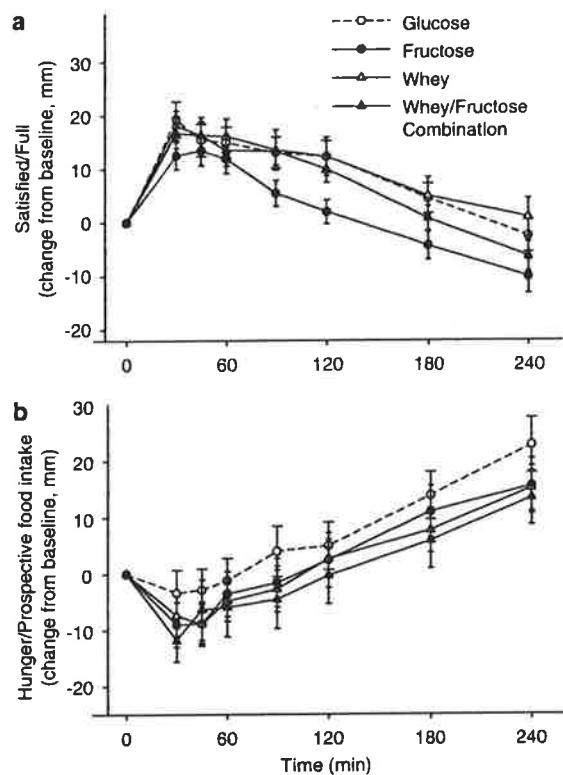 a
Glucose
Fructose
Whey
Whey/Fructose
Combination
Satisfied/Full
(change from baseline, mm)
30
20
10
0
-10
-20
0
60
120
180
240
b
Hunger/Prospective food intake
(change from baseline, mm)
30
20
10
0
-10
-20
0
60
120
180
240
Time (min)